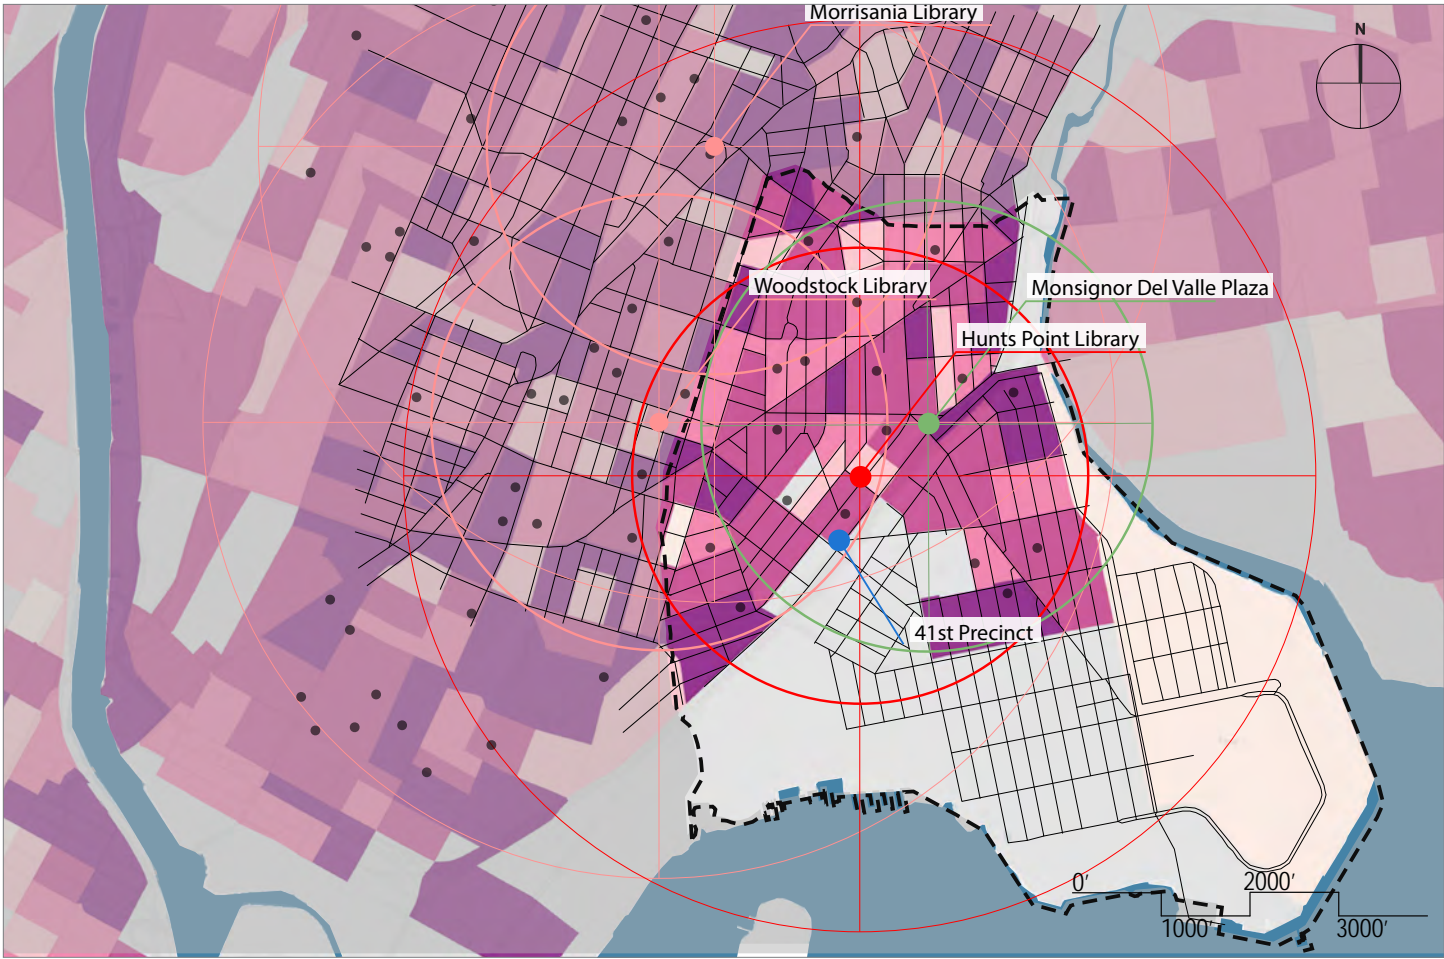 Morrisania Library
N
Woodstock Library
Monsignor Del Valle Plaza
Hunts Point Library
41st Precinct
0'
2000'
1000'
3000'